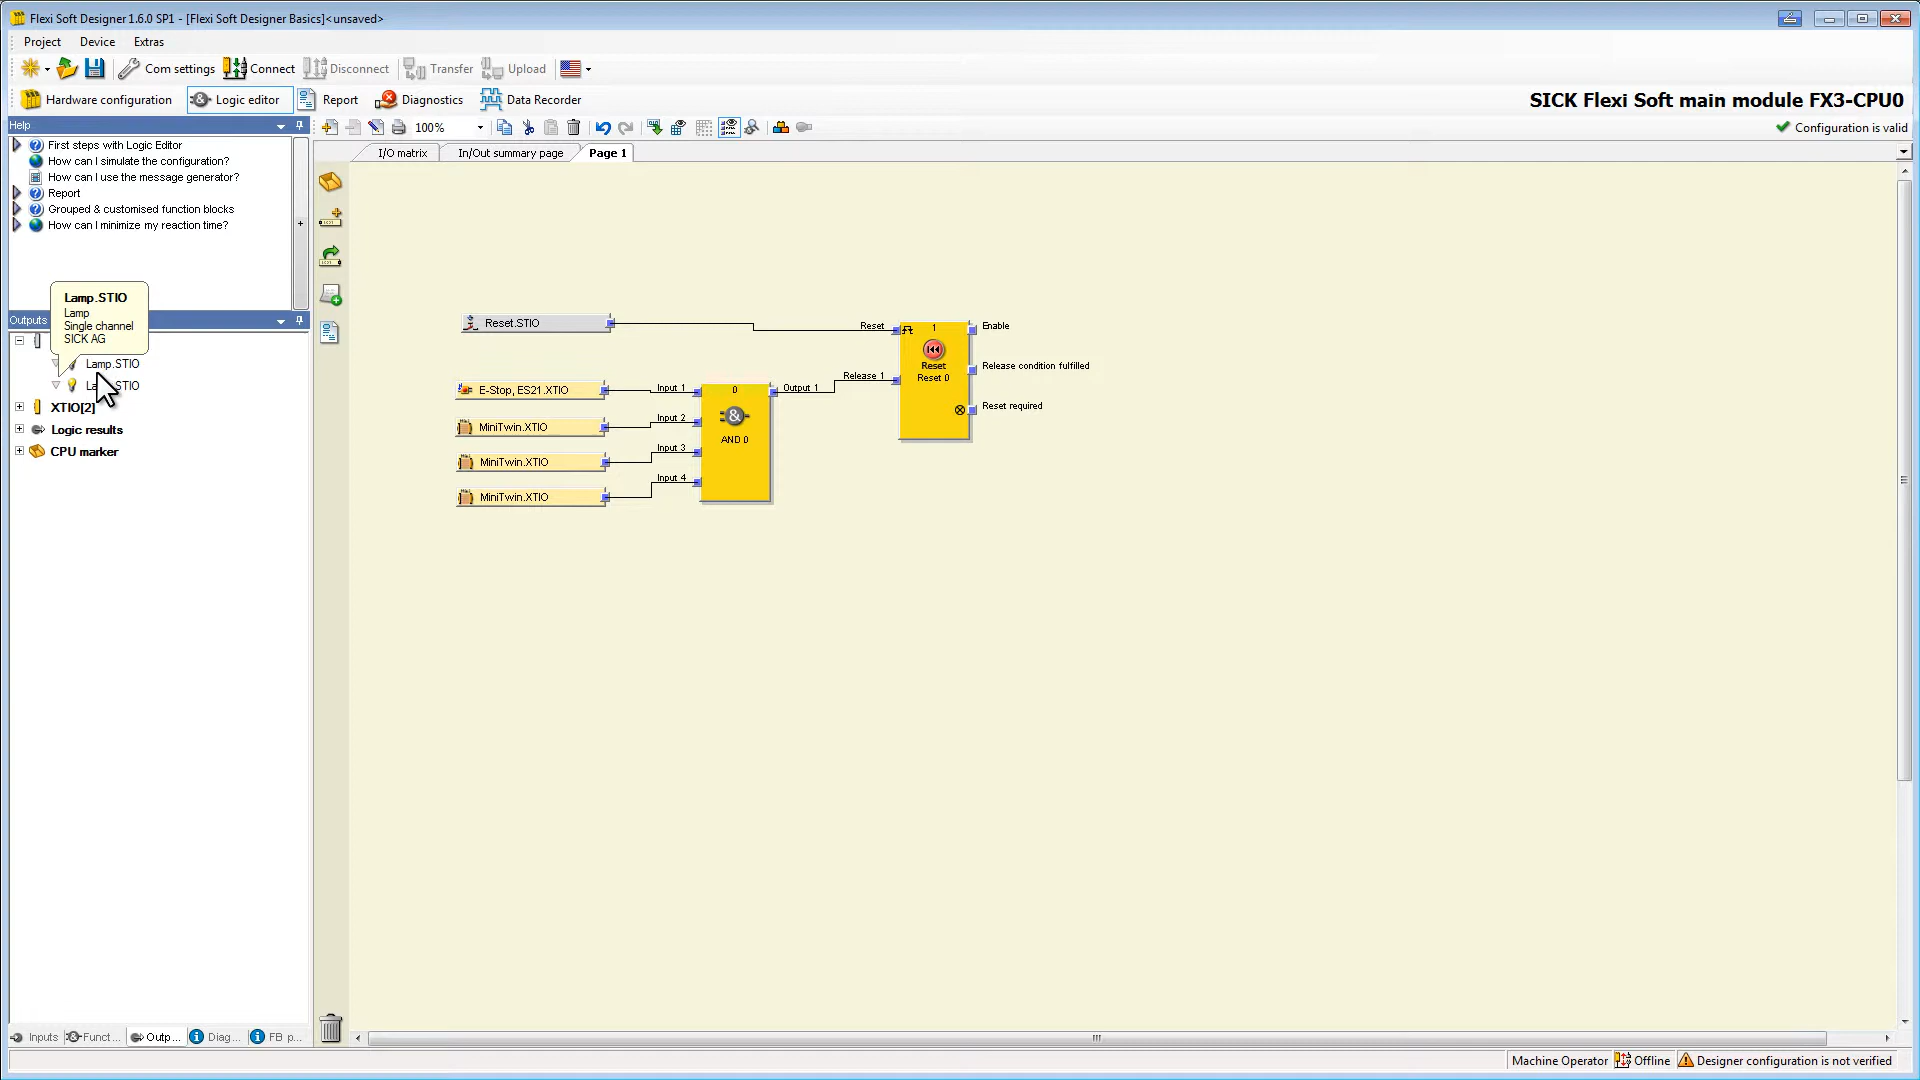 Flexi Soft Designer 1.6.0 SP1 - [Flexi Soft Designer Basics]<unsaved>
Project Device Extras
Com settings Connect Disconnect Transfer Upload
Hardware configuration Logic editor Report Diagnostics Data Recorder SICK Flexi Soft main module FX3-CPU0
Help 100% Configuration is valid
I/O matrix In/Out summary page Page 1
First steps with Logic Editor
How can I simulate the configuration?
How can I use the message generator?
Report
Grouped & customised function blocks
How can I minimize my reaction time?
Lamp.STIO
Lamp
Single channel
SICK AG
Outputs
Lamp.STIO
XTIO[2]
Logic results
CPU marker
Reset.STIO
Reset 1 Enable
Reset
Reset 0
Release condition fulfilled
Release 1
Reset required
E-Stop, ES21.XTIO Input 1 0 Output 1
MiniTwin.XTIO Input 2
&
AND 0
MiniTwin.XTIO Input 3
MiniTwin.XTIO Input 4
Inputs Funct... Outp... Diag... FB p...
Machine Operator Offline Designer configuration is not verified